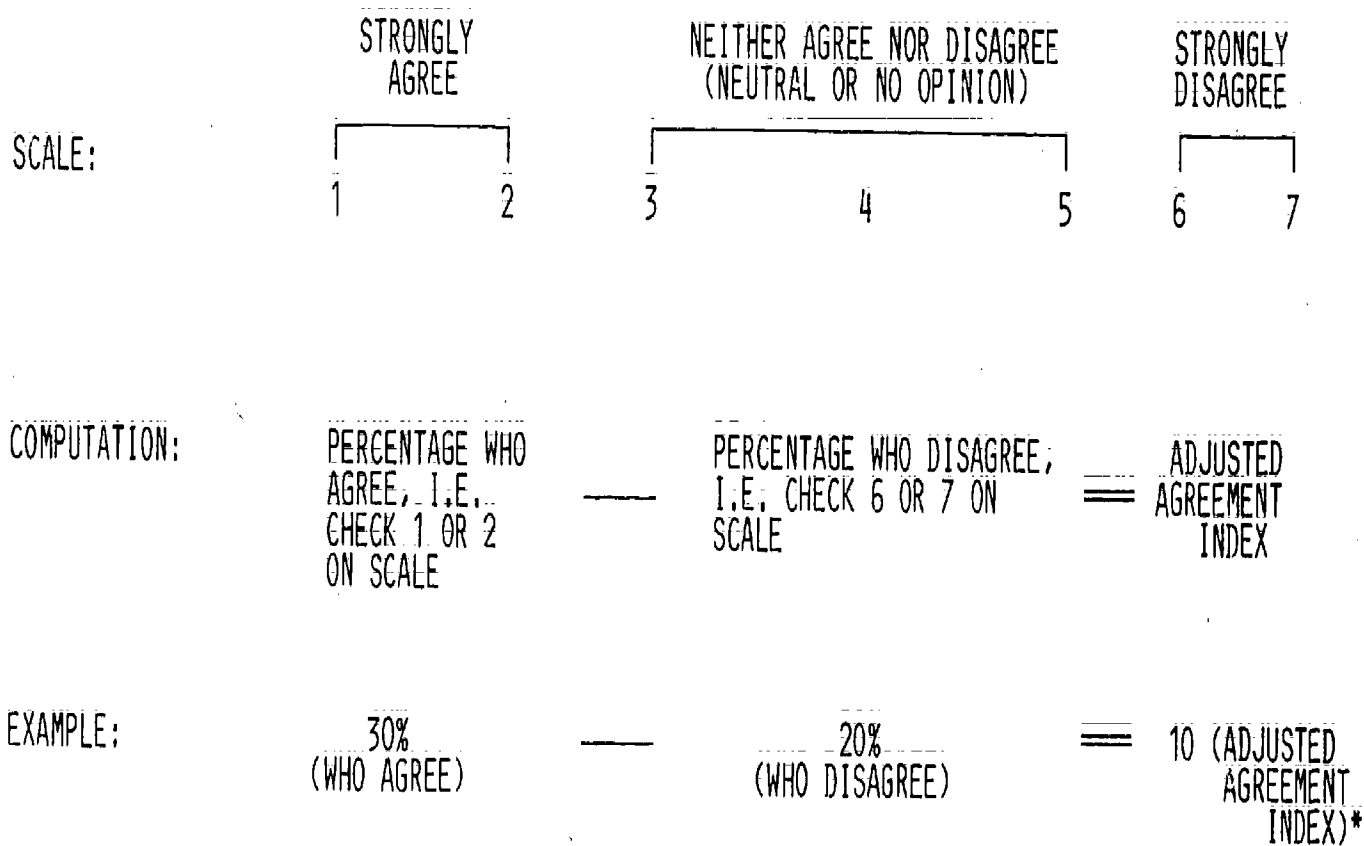 STRONGLY
AGREE
NEITHER AGREE NOR DISAGREE
(NEUTRAL OR NO OPINION)
STRONGLY
DISAGREE
SCALE:
1 2 3 4 5 6 7
COMPUTATION:
PERCENTAGE WHO
AGREE, I.E.
CHECK 1 OR 2
ON SCALE
—
PERCENTAGE WHO DISAGREE,
I.E. CHECK 6 OR 7 ON
SCALE
=
ADJUSTED
AGREEMENT
INDEX
EXAMPLE:
30%
(WHO AGREE)
—
20%
(WHO DISAGREE)
=
10 (ADJUSTED
AGREEMENT
INDEX)*